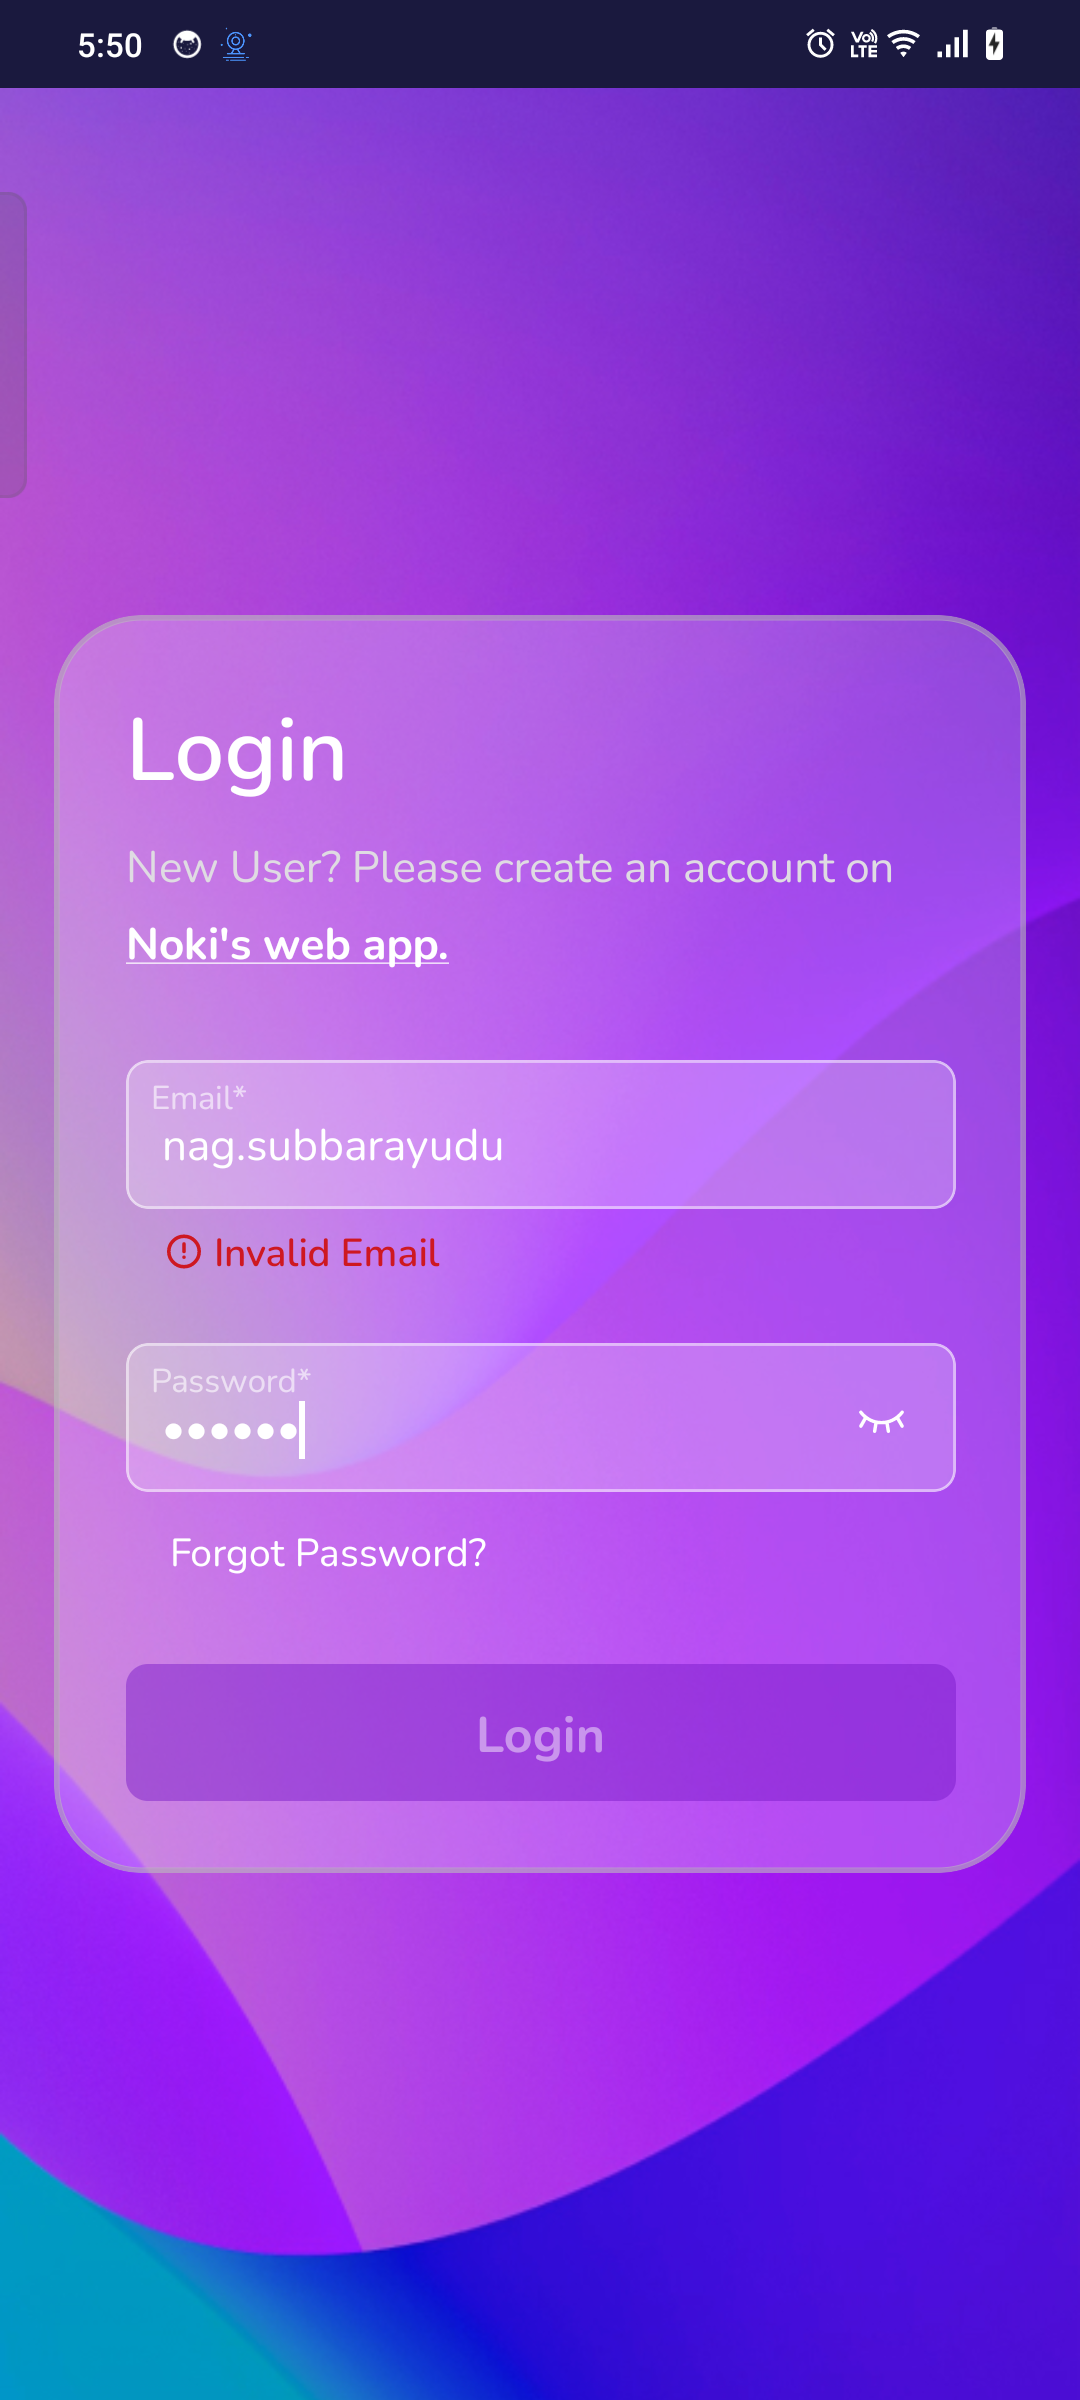 5:50
Vo) LTE
Login
New User? Please create an account on
Noki's web app.
Email*
nag.subbarayudu
Invalid Email
Password*
••••••
Forgot Password?
Login